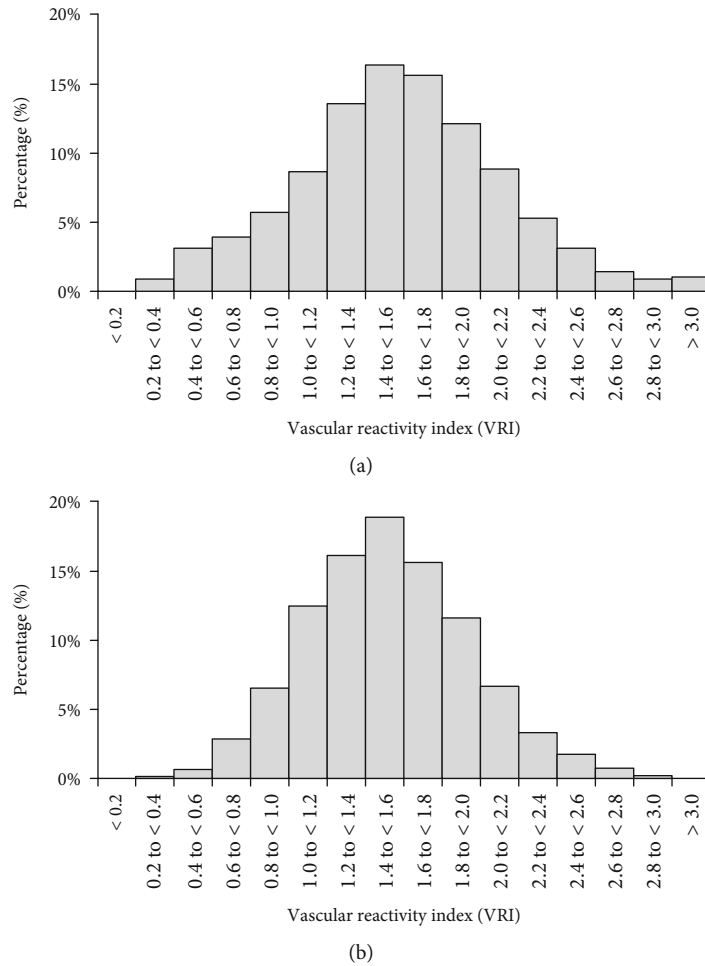 20%
15%
10%
5%
0%
Percentage (%)
< 0.2
0.2 to < 0.4
0.4 to < 0.6
0.6 to < 0.8
0.8 to < 1.0
1.0 to < 1.2
1.2 to < 1.4
1.4 to < 1.6
1.6 to < 1.8
1.8 to < 2.0
2.0 to < 2.2
2.2 to < 2.4
2.4 to < 2.6
2.6 to < 2.8
2.8 to < 3.0
> 3.0
Vascular reactivity index (VRI)
(a)
20%
15%
10%
5%
0%
Percentage (%)
< 0.2
0.2 to < 0.4
0.4 to < 0.6
0.6 to < 0.8
0.8 to < 1.0
1.0 to < 1.2
1.2 to < 1.4
1.4 to < 1.6
1.6 to < 1.8
1.8 to < 2.0
2.0 to < 2.2
2.2 to < 2.4
2.4 to < 2.6
2.6 to < 2.8
2.8 to < 3.0
> 3.0
Vascular reactivity index (VRI)
(b)